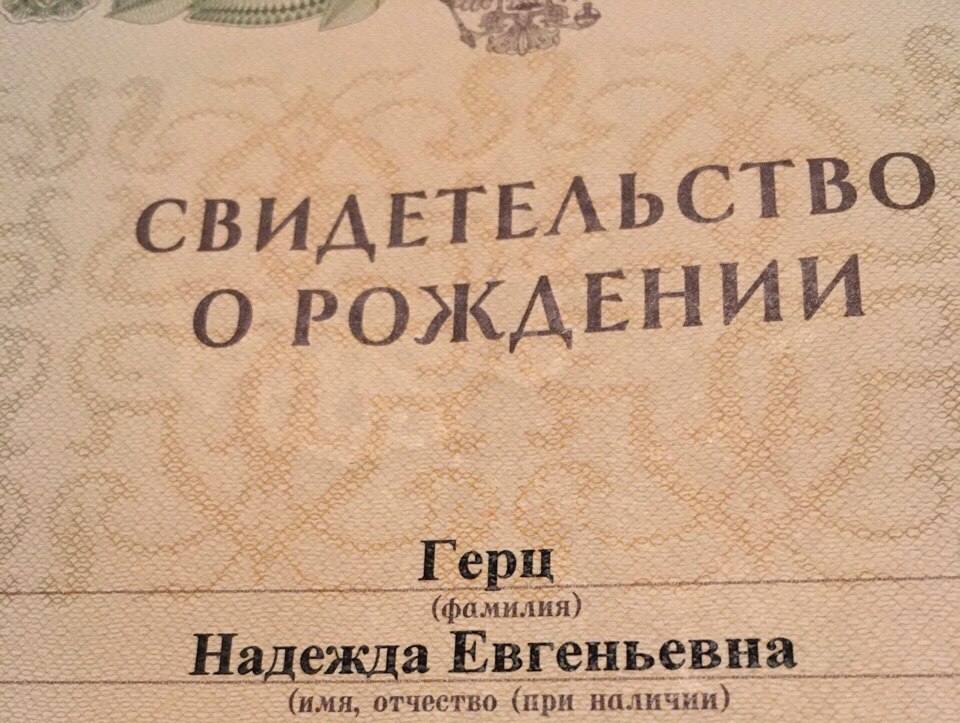 СВИДЕТЕЛЬСТВО
О РОЖДЕНИИ
Герц
(фамилия)
Надежда Евгеньевна
(имя, отчество (при наличии)